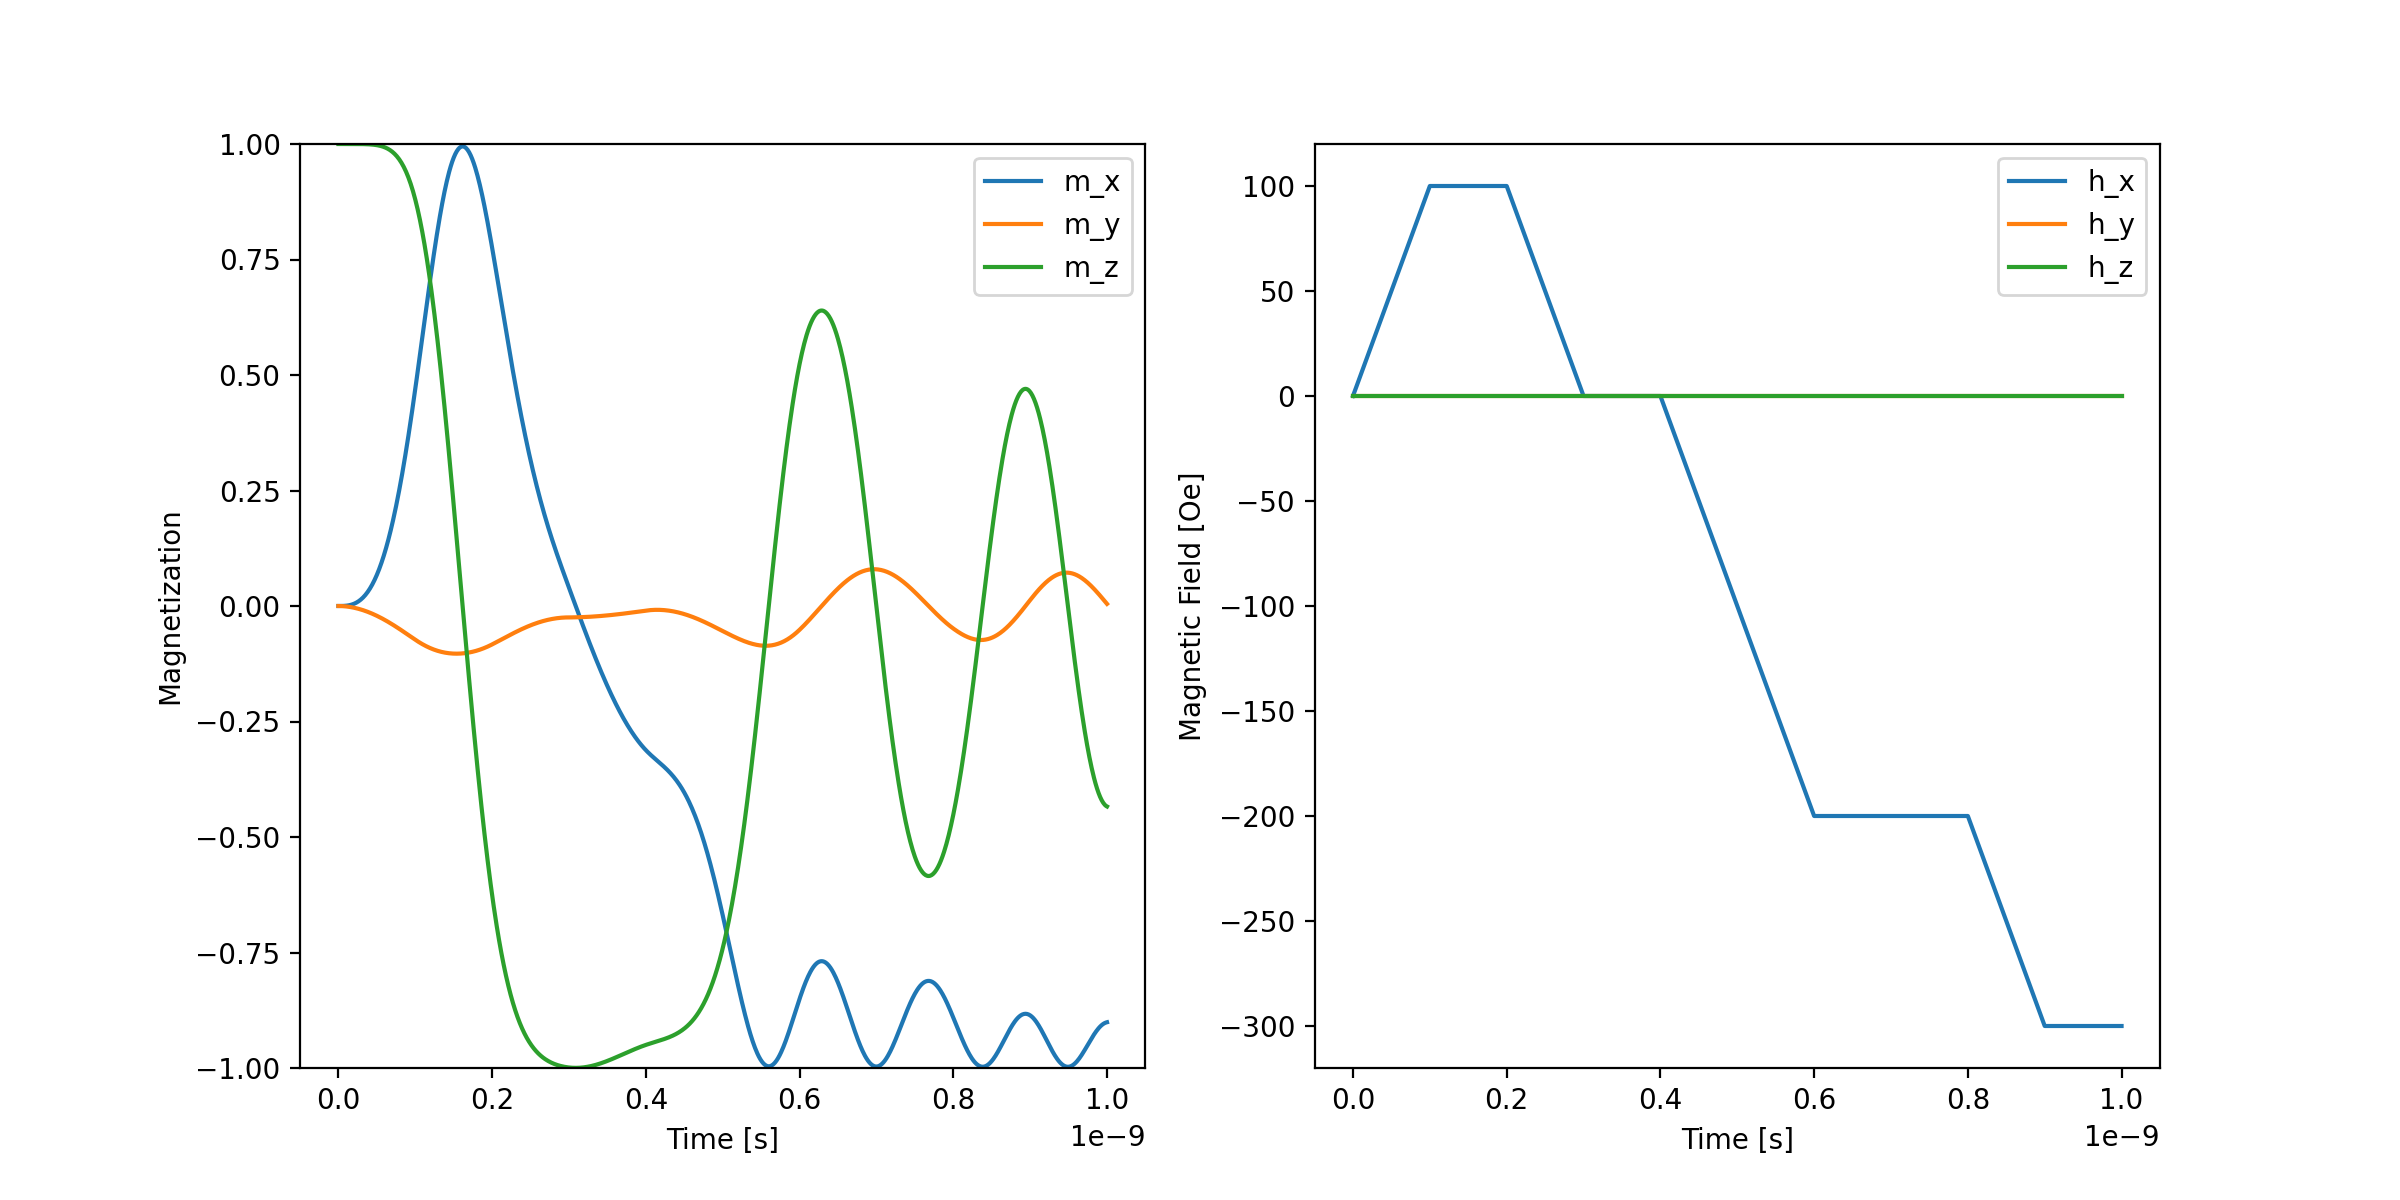 1.00
0.75
0.50
0.25
0.00
−0.25
−0.50
−0.75
−1.00
Magnetization
0.0 0.2 0.4 0.6 0.8 1.0
Time [s]
1e−9
m_x
m_y
m_z
100
50
0
−50
−100
−150
−200
−250
−300
Magnetic Field [Oe]
0.0 0.2 0.4 0.6 0.8 1.0
Time [s]
1e−9
h_x
h_y
h_z